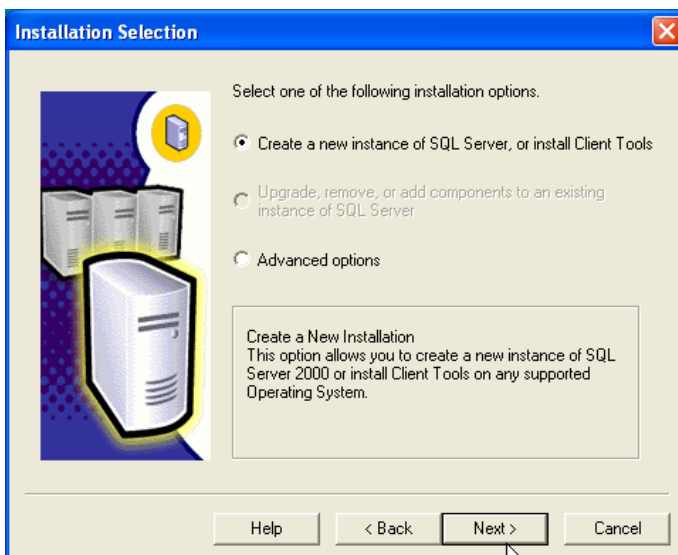 Installation Selection
Select one of the following installation options.
Create a new instance of SQL Server, or install Client Tools
Upgrade, remove, or add components to an existing
instance of SQL Server
Advanced options
Create a New Installation
This option allows you to create a new instance of SQL
Server 2000 or install Client Tools on any supported
Operating System.
Help
< Back
Next >
Cancel